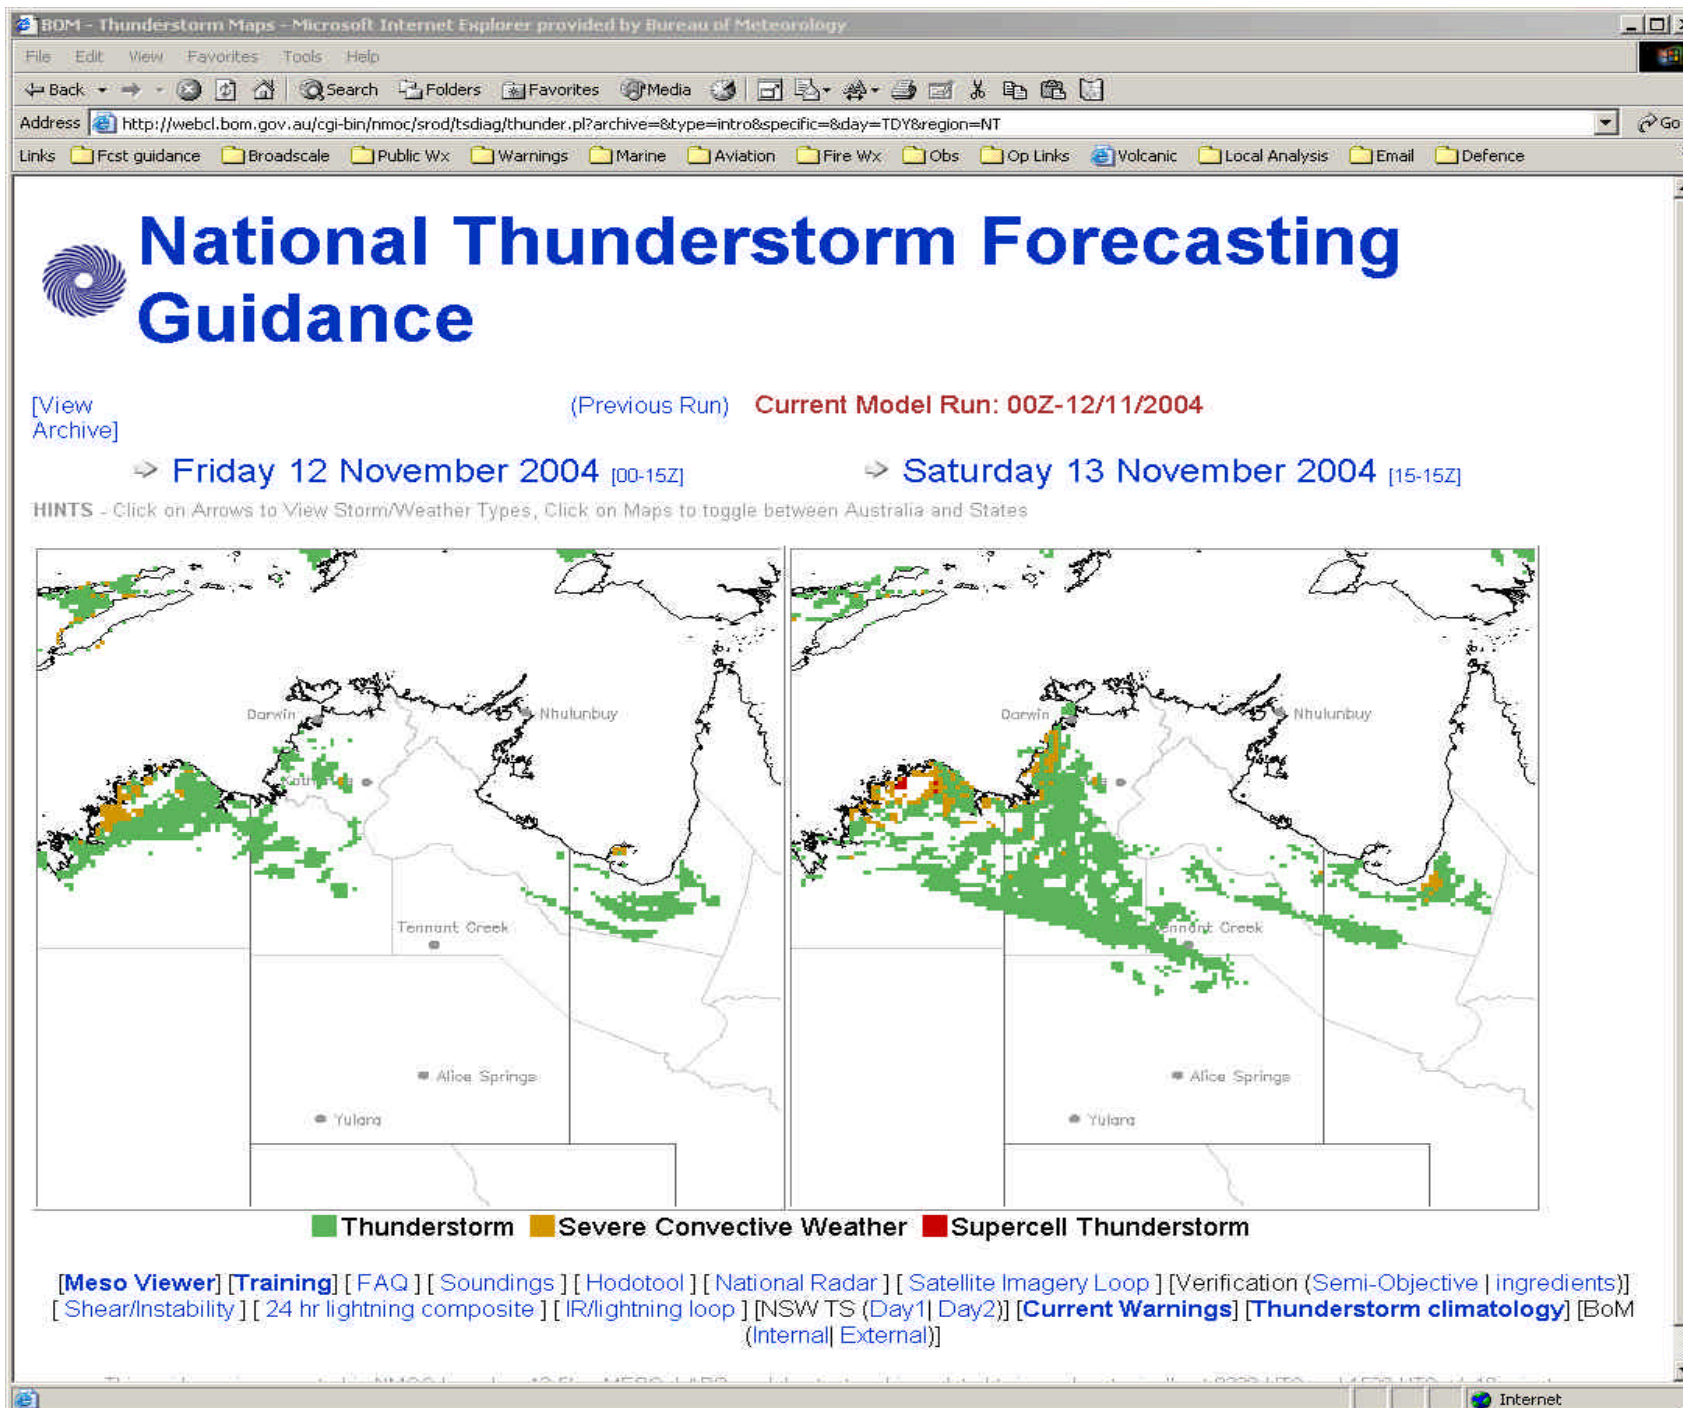 BOM - Thunderstorm Maps - Microsoft Internet Explorer provided by Bureau of Meteorology
File Edit View Favorites Tools Help
Back Search Folders Favorites Media
Address http://webcl.bom.gov.au/cgi-bin/nmoc/srod/tsdiag/thunder.pl?archive=&type=intro&specific=&day=TDY&region=NT Go
Links Fcst guidance Broadscale Public Wx Warnings Marine Aviation Fire Wx Obs Op Links Volcanic Local Analysis Email Defence
National Thunderstorm Forecasting
Guidance
[View
Archive]
(Previous Run) Current Model Run: 00Z-12/11/2004
Friday 12 November 2004 [00-15Z] Saturday 13 November 2004 [15-15Z]
HINTS - Click on Arrows to View Storm/Weather Types, Click on Maps to toggle between Australia and States
Darwin Nhulunbuy Darwin Nhulunbuy
Tennant Creek
Alice Springs Alice Springs
Yulara Yulara
Thunderstorm Severe Convective Weather Supercell Thunderstorm
[Meso Viewer] [Training] [ FAQ ] [ Soundings ] [ Hodotool ] [ National Radar ] [ Satellite Imagery Loop ] [Verification (Semi-Objective | ingredients)]
[ Shear/Instability ] [ 24 hr lightning composite ] [ IR/lightning loop ] [NSW TS (Day1| Day2)] [Current Warnings] [Thunderstorm climatology] [BoM
(Internal| External)]
Internet